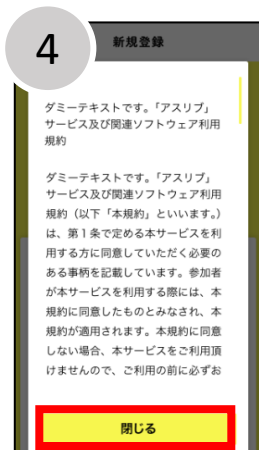 4
新規登録
ダミーテキストです。「アスリブ」
サービス及び関連ソフトウェア利用
規約
ダミーテキストです。「アスリブ」
サービス及び関連ソフトウェア利用
規約（以下「本規約」といいます。）
は、第１条で定める本サービスを利
用する方に同意していただく必要の
ある事柄を記載しています。参加者
が本サービスを利用する際には、本
規約に同意したものとみなされ、本
規約が適用されます。本規約に同意
しない場合、本サービスをご利用頂
けませんので、ご利用の前に必ずお
閉じる